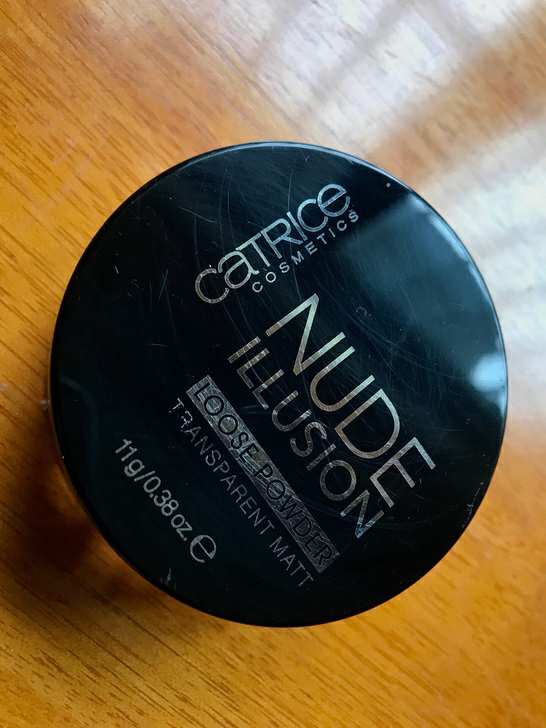 CATRICE
COSMETICS
NUDE
ILLUSION
LOOSE POWDER
TRANSPARENT MATT
11g/0.38oz. ℮